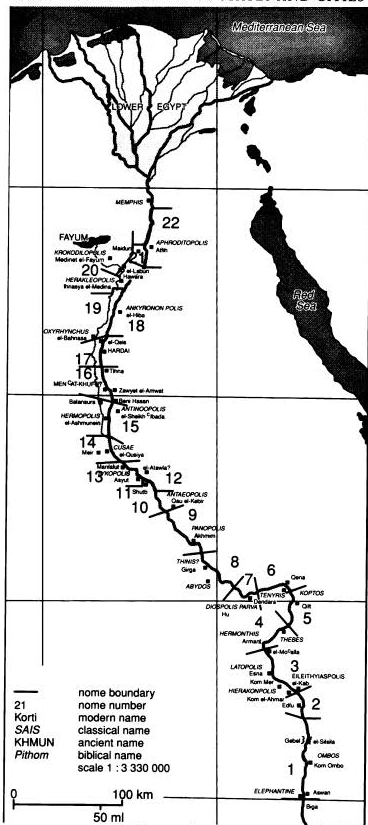 Mediterranean Sea
LOWER EGYPT
MEMPHIS
22
FAYUM
APHRODITOPOLIS
Maidum
Atfih
KROKODILOPOLIS
Medinet el-Fayum
el-Lahun
Hawara
20
HERAKLEOPOLIS
Ihnasya el-Medina
Red
Sea
19
ANKYRONON POLIS
el-Hiba
18
OXYRHYNCHUS
el-Bahnasa
el-Qeis
HARDAI
17
16
Tihna
Zawyet el-Amwat
Balansura
Beni Hasan
ANTINOOPOLIS
el-Sheikh ꜥIbada
HERMOPOLIS
el-Ashmunein
15
14
CUSAE
el-Qusiya
Meir
13
Manfalut
el-Atawla?
12
LYKOPOLIS
Asyut
11
Shutb
ANTAEOPOLIS
Qau el-Kebir
10
9
PANOPOLIS
Akhmim
THINIS?
Girga
8
ABYDOS
7
6
Qena
TENYRIS
Dendara
KOPTOS
Qift
DIOSPOLIS PARVA
Hu
4
5
HERMONTHIS
Armant
THEBES
el-Moꜥalla
LATOPOLIS
Esna
3
EILEITHYIASPOLIS
el-Kab
Kom Mer
HIERAKONPOLIS
Kom el-Ahmar
Edfu
2
Gebel
el-Silsila
OMBOS
Kom Ombo
1
ELEPHANTINE
Aswan
Biga
nome boundary
21 nome number
Korti modern name
SAIS classical name
KHMUN ancient name
Pithom biblical name
scale 1 : 3 330 000
0 100 km
50 ml